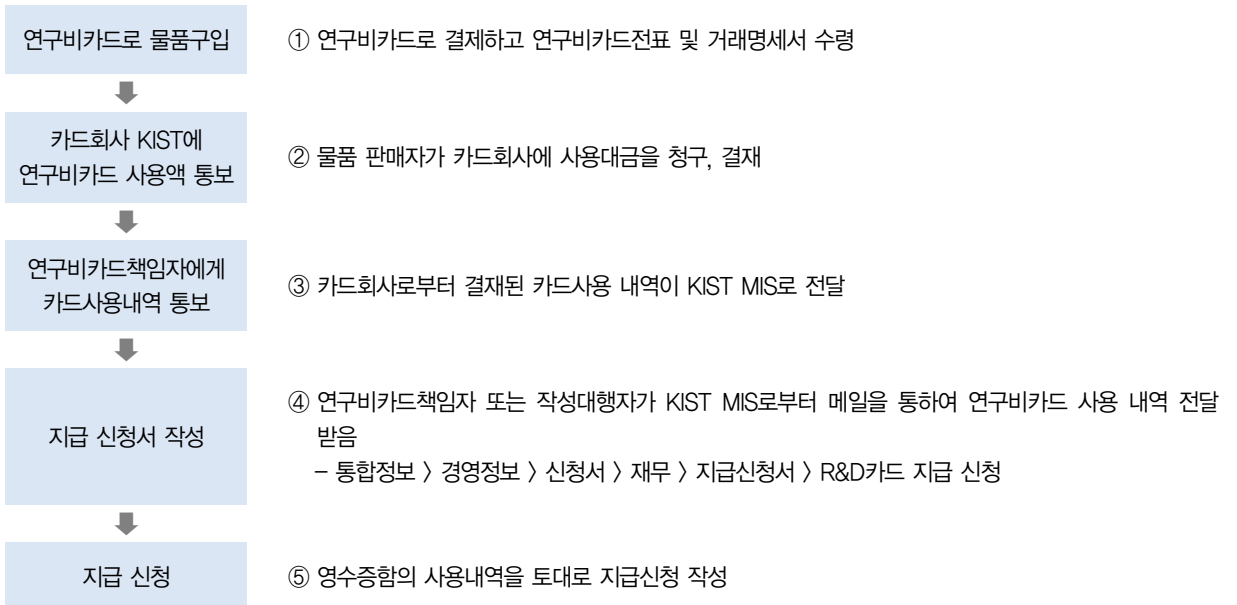 연구비카드로 물품구입
① 연구비카드로 결제하고 연구비카드전표 및 거래명세서 수령
카드회사 KIST에
연구비카드 사용액 통보
② 물품 판매자가 카드회사에 사용대금을 청구, 결재
연구비카드책임자에게
카드사용내역 통보
③ 카드회사로부터 결재된 카드사용 내역이 KIST MIS로 전달
지급 신청서 작성
④ 연구비카드책임자 또는 작성대행자가 KIST MIS로부터 메일을 통하여 연구비카드 사용 내역 전달
받음
- 통합정보 〉 경영정보 〉 신청서 〉 재무 〉 지급신청서 〉 R&D카드 지급 신청
지급 신청
⑤ 영수증함의 사용내역을 토대로 지급신청 작성